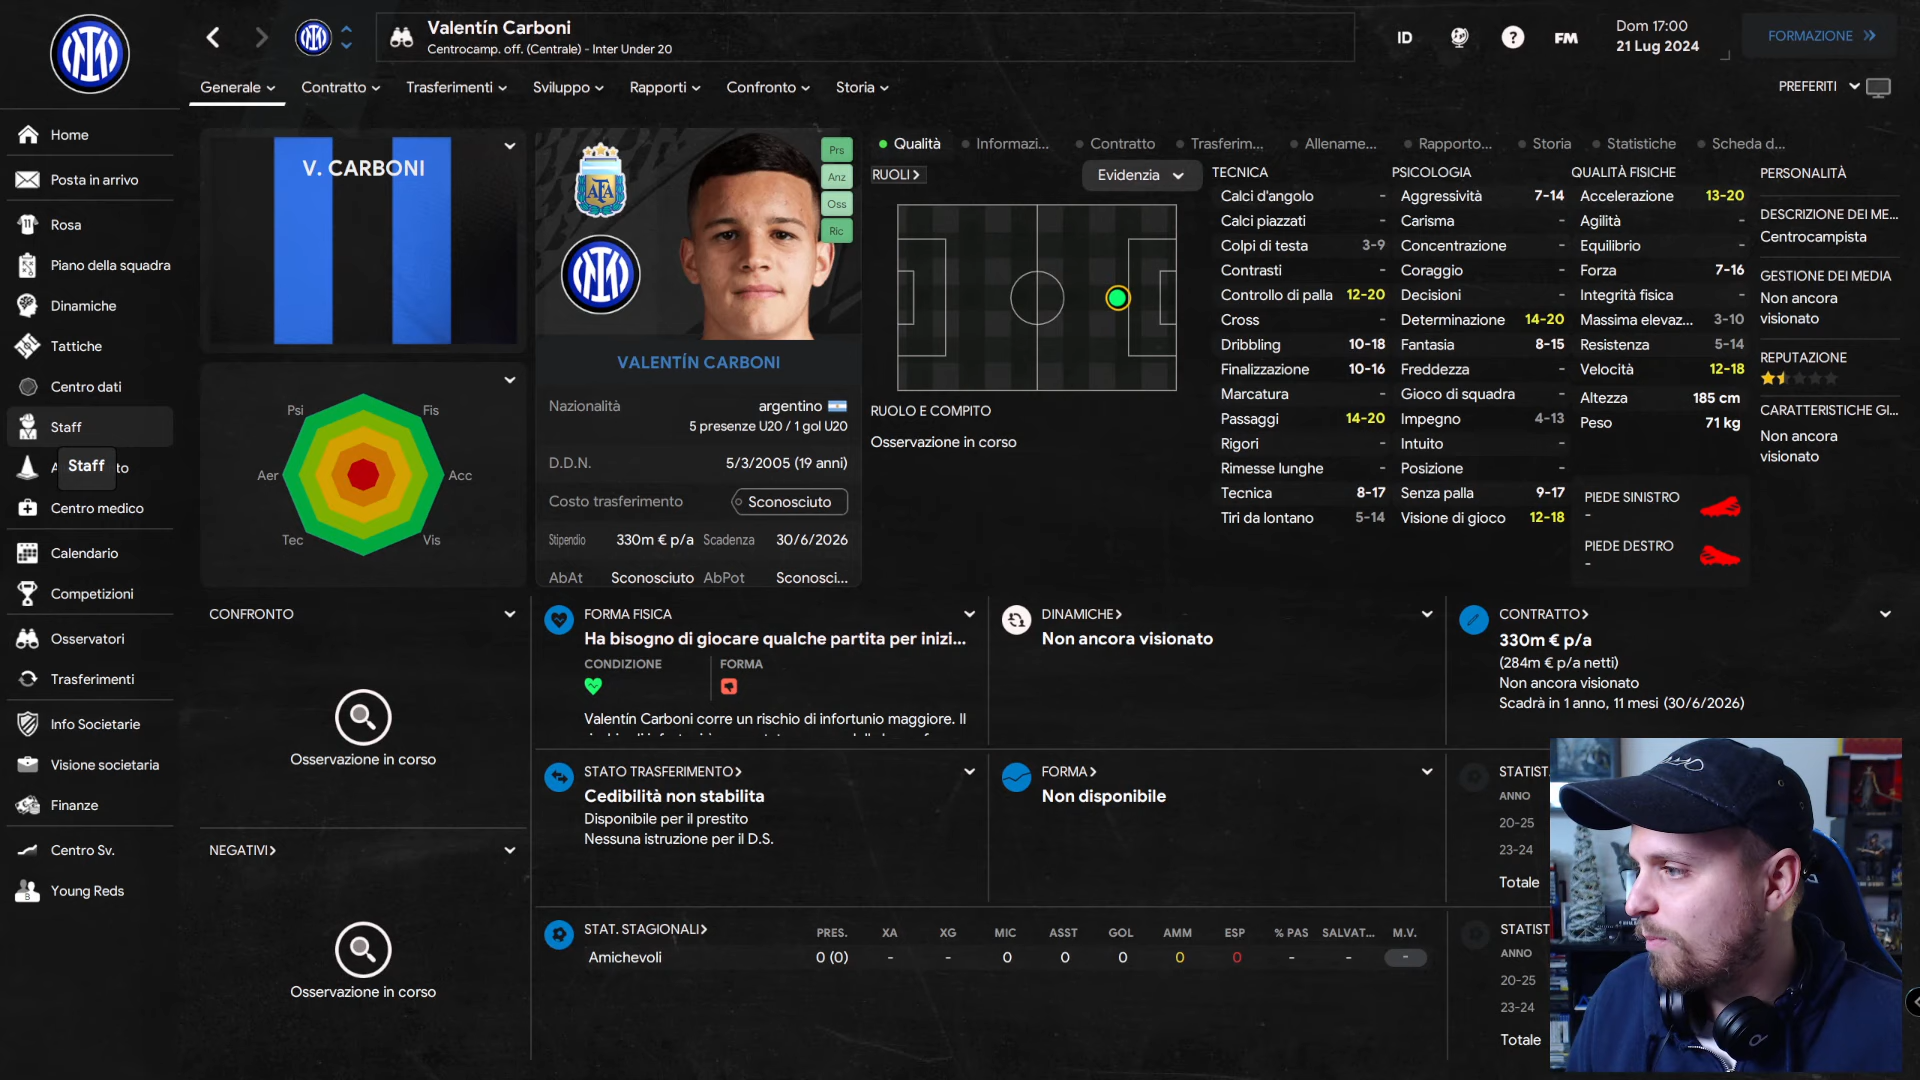 Valentín Carboni
Centrocamp. off. (Centrale) - Inter Under 20
ID
?
FM
Dom 17:00
21 Lug 2024
FORMAZIONE
Generale
Contratto
Trasferimenti
Sviluppo
Rapporti
Confronto
Storia
PREFERITI
Home
Posta in arrivo
Rosa
Piano della squadra
Dinamiche
Tattiche
Centro dati
Staff
Staff
Centro medico
Calendario
Competizioni
Osservatori
Trasferimenti
Info Societarie
Visione societaria
Finanze
Centro Sv.
Young Reds
V. CARBONI
Psi
Fis
Aer
Acc
Tec
Vis
AFA
Prs
Anz
Oss
Ric
VALENTÍN CARBONI
Nazionalità argentino
5 presenze U20 / 1 gol U20
D.D.N. 5/3/2005 (19 anni)
Costo trasferimento Sconosciuto
Stipendio 330m € p/a Scadenza 30/6/2026
AbAt Sconosciuto AbPot Sconosci...
Qualità
Informazi...
Contratto
Trasferim...
Allename...
Rapporto...
Storia
Statistiche
Scheda d...
RUOLI
Evidenzia
RUOLO E COMPITO
Osservazione in corso
TECNICA
Calci d'angolo -
Calci piazzati -
Colpi di testa 3-9
Contrasti -
Controllo di palla 12-20
Cross -
Dribbling 10-18
Finalizzazione 10-16
Marcatura -
Passaggi 14-20
Rigori -
Rimesse lunghe -
Tecnica 8-17
Tiri da lontano 5-14
PSICOLOGIA
Aggressività 7-14
Carisma -
Concentrazione -
Coraggio -
Decisioni -
Determinazione 14-20
Fantasia 8-15
Freddezza -
Gioco di squadra -
Impegno 4-13
Intuito -
Posizione -
Senza palla 9-17
Visione di gioco 12-18
QUALITÀ FISICHE
Accelerazione 13-20
Agilità -
Equilibrio -
Forza 7-16
Integrità fisica -
Massima elevaz... 3-10
Resistenza 5-14
Velocità 12-18
Altezza 185 cm
Peso 71 kg
PIEDE SINISTRO
-
PIEDE DESTRO
-
PERSONALITÀ
DESCRIZIONE DEI ME...
Centrocampista
GESTIONE DEI MEDIA
Non ancora
visionato
REPUTAZIONE
CARATTERISTICHE GI...
Non ancora
visionato
CONFRONTO
Osservazione in corso
NEGATIVI
Osservazione in corso
FORMA FISICA
Ha bisogno di giocare qualche partita per inizi...
CONDIZIONE
FORMA
Valentín Carboni corre un rischio di infortunio maggiore. Il
DINAMICHE
Non ancora visionato
CONTRATTO
330m € p/a
(284m € p/a netti)
Non ancora visionato
Scadrà in 1 anno, 11 mesi (30/6/2026)
STATO TRASFERIMENTO
Cedibilità non stabilita
Disponibile per il prestito
Nessuna istruzione per il D.S.
FORMA
Non disponibile
STATIST
ANNO
20-25
23-24
Totale
STAT. STAGIONALI
PRES. XA XG MIC ASST GOL AMM ESP % PAS SALVAT... M.V.
Amichevoli 0 (0) - - 0 0 0 0 0 - - -
STATIST
ANNO
20-25
23-24
Totale